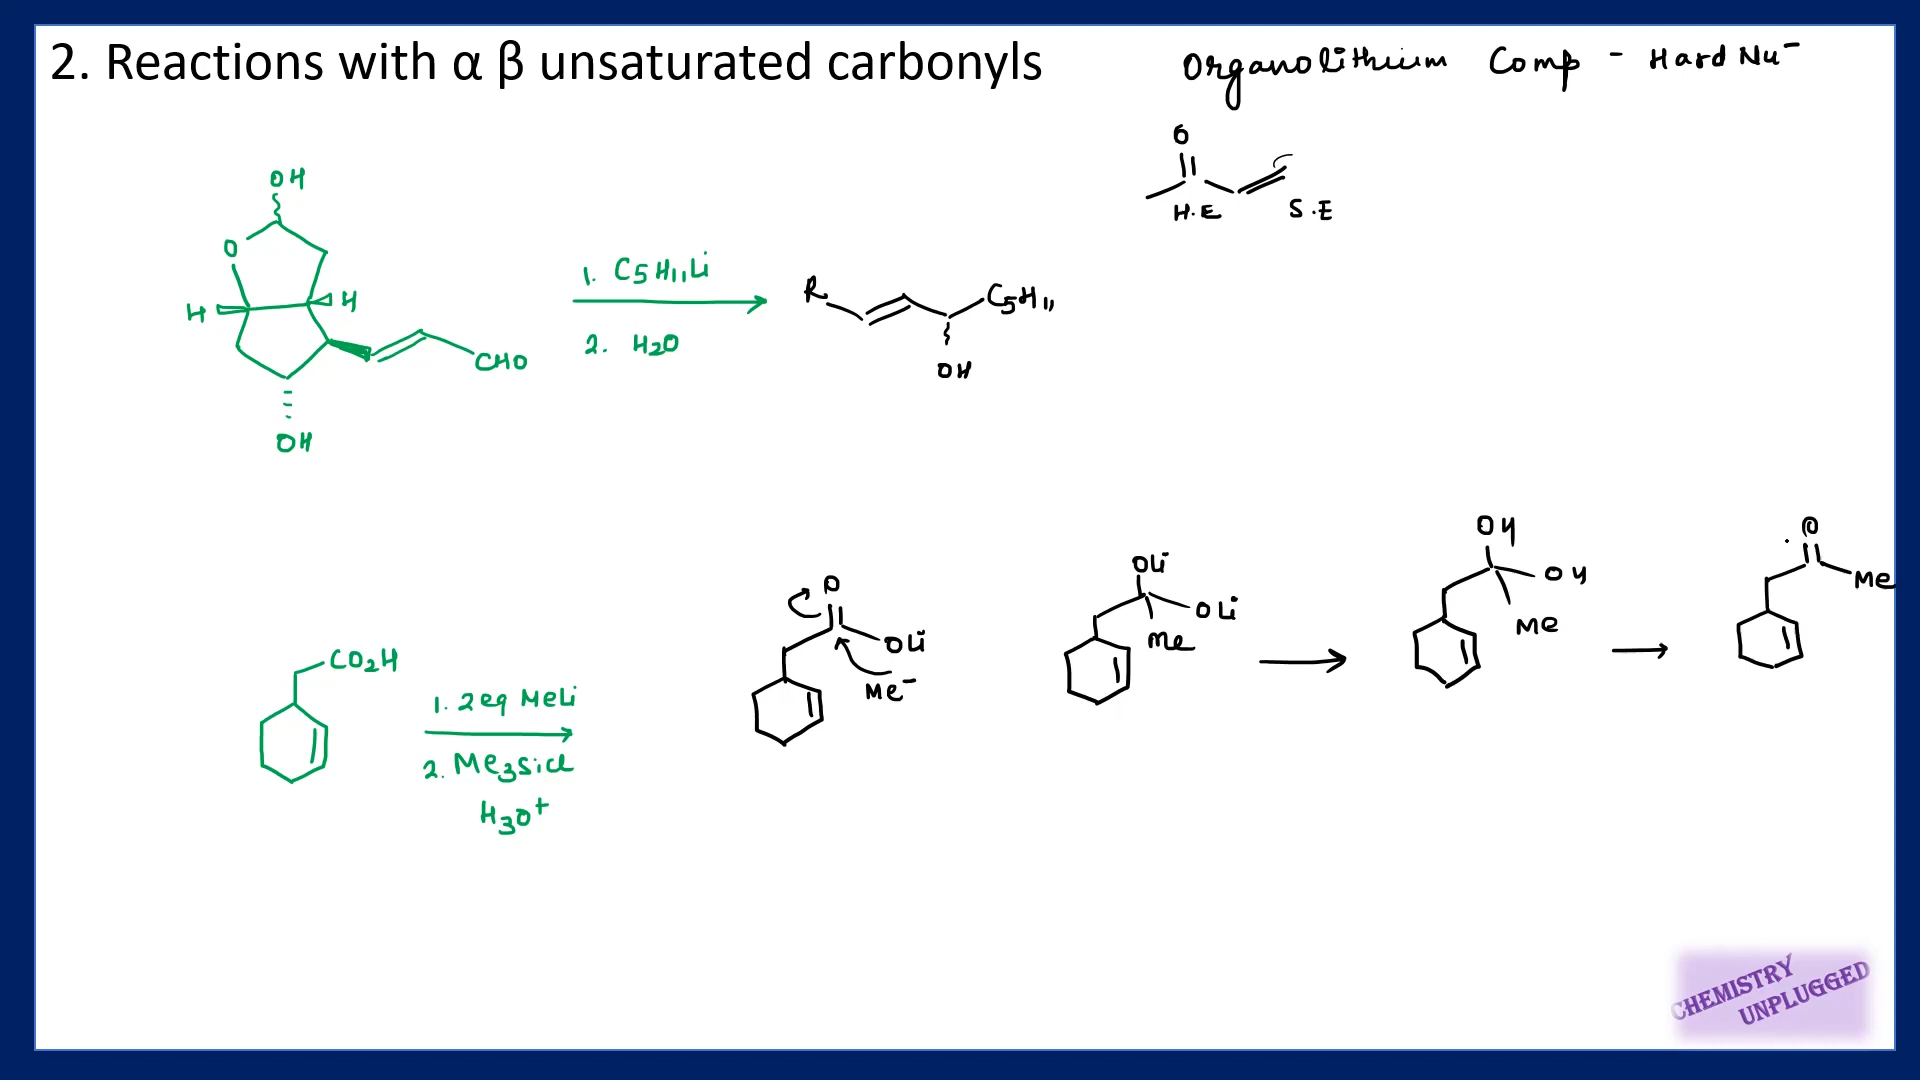 2. Reactions with α β unsaturated carbonyls
Organolithium Comp - Hard Nu⁻
O
H.E
S.E
OH
O
H
H
CHO
OH
1. C5H11Li
2. H2O
R
C5H11
OH
CO2H
1. 2eq MeLi
2. Me3SiCl
H3O+
O
OLi
Me⁻
OLi
OLi
Me
OH
OH
Me
O
Me
CHEMISTRY
UNPLUGGED